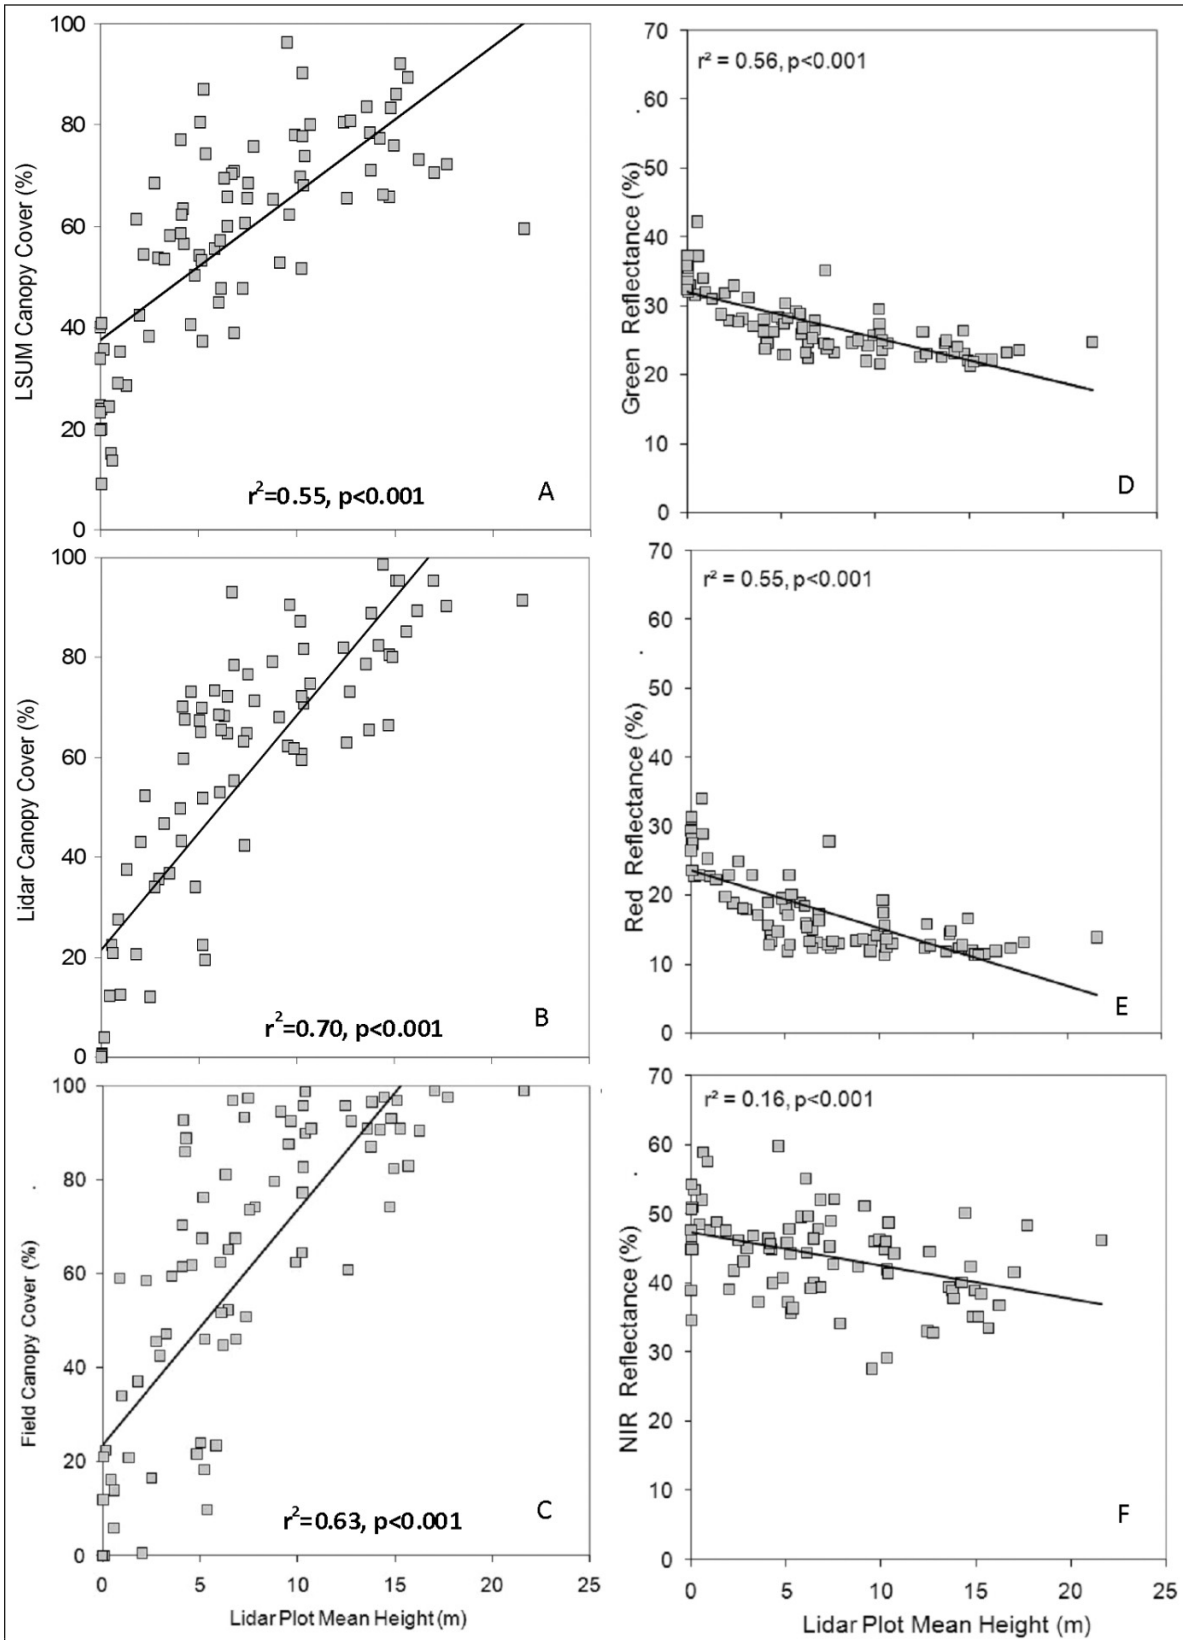 LSUM Canopy Cover (%)
100
80
60
40
20
0
r²=0.55, p<0.001
A
Lidar Canopy Cover (%)
100
80
60
40
20
0
r²=0.70, p<0.001
B
Field Canopy Cover (%)
100
80
60
40
20
0
r²=0.63, p<0.001
C
0 5 10 15 20 25
Lidar Plot Mean Height (m)
Green Reflectance (%)
70
60
50
40
30
20
10
0
r² = 0.56, p<0.001
D
Red Reflectance (%)
70
60
50
40
30
20
10
0
r² = 0.55, p<0.001
E
NIR Reflectance (%)
70
60
50
40
30
20
10
0
r² = 0.16, p<0.001
F
0 5 10 15 20 25
Lidar Plot Mean Height (m)